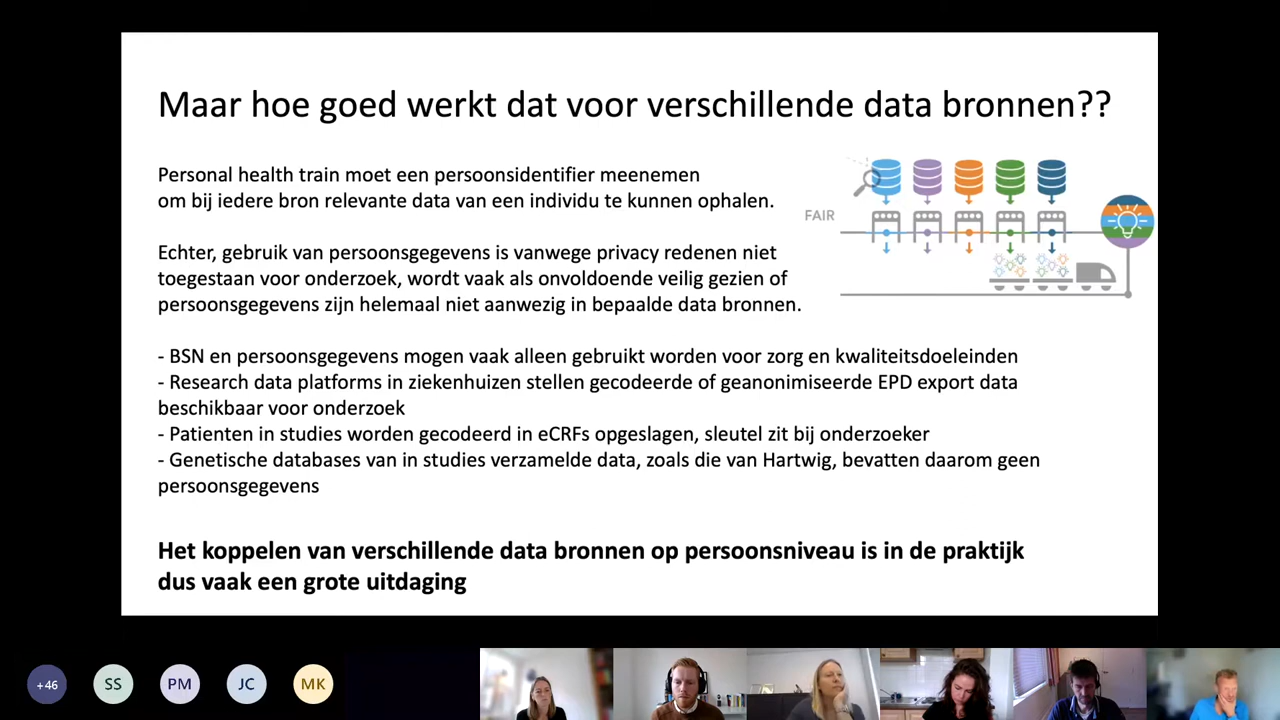 Maar hoe goed werkt dat voor verschillende data bronnen??
Personal health train moet een persoonsidentifier meenemen
om bij iedere bron relevante data van een individu te kunnen ophalen.
FAIR
Echter, gebruik van persoonsgegevens is vanwege privacy redenen niet
toegestaan voor onderzoek, wordt vaak als onvoldoende veilig gezien of
persoonsgegevens zijn helemaal niet aanwezig in bepaalde data bronnen.
- BSN en persoonsgegevens mogen vaak alleen gebruikt worden voor zorg en kwaliteitsdoeleinden
- Research data platforms in ziekenhuizen stellen gecodeerde of geanonimiseerde EPD export data
beschikbaar voor onderzoek
- Patienten in studies worden gecodeerd in eCRFs opgeslagen, sleutel zit bij onderzoeker
- Genetische databases van in studies verzamelde data, zoals die van Hartwig, bevatten daarom geen
persoonsgegevens
Het koppelen van verschillende data bronnen op persoonsniveau is in de praktijk
dus vaak een grote uitdaging
+46 SS PM JC MK